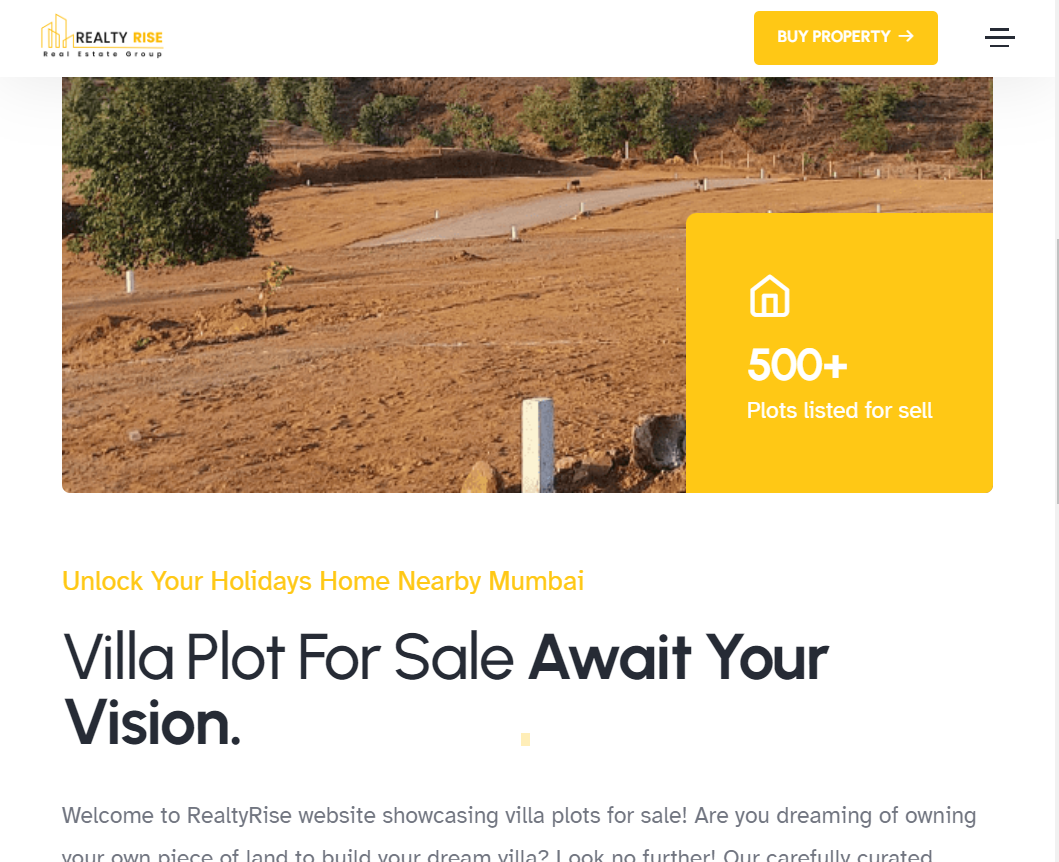 REALTY RISE
Real Estate Group
BUY PROPERTY
500+
Plots listed for sell
Unlock Your Holidays Home Nearby Mumbai
Villa Plot For Sale Await Your
Vision.
Welcome to RealtyRise website showcasing villa plots for sale! Are you dreaming of owning
your own piece of land to build your dream villa? Look no further! Our carefully curated